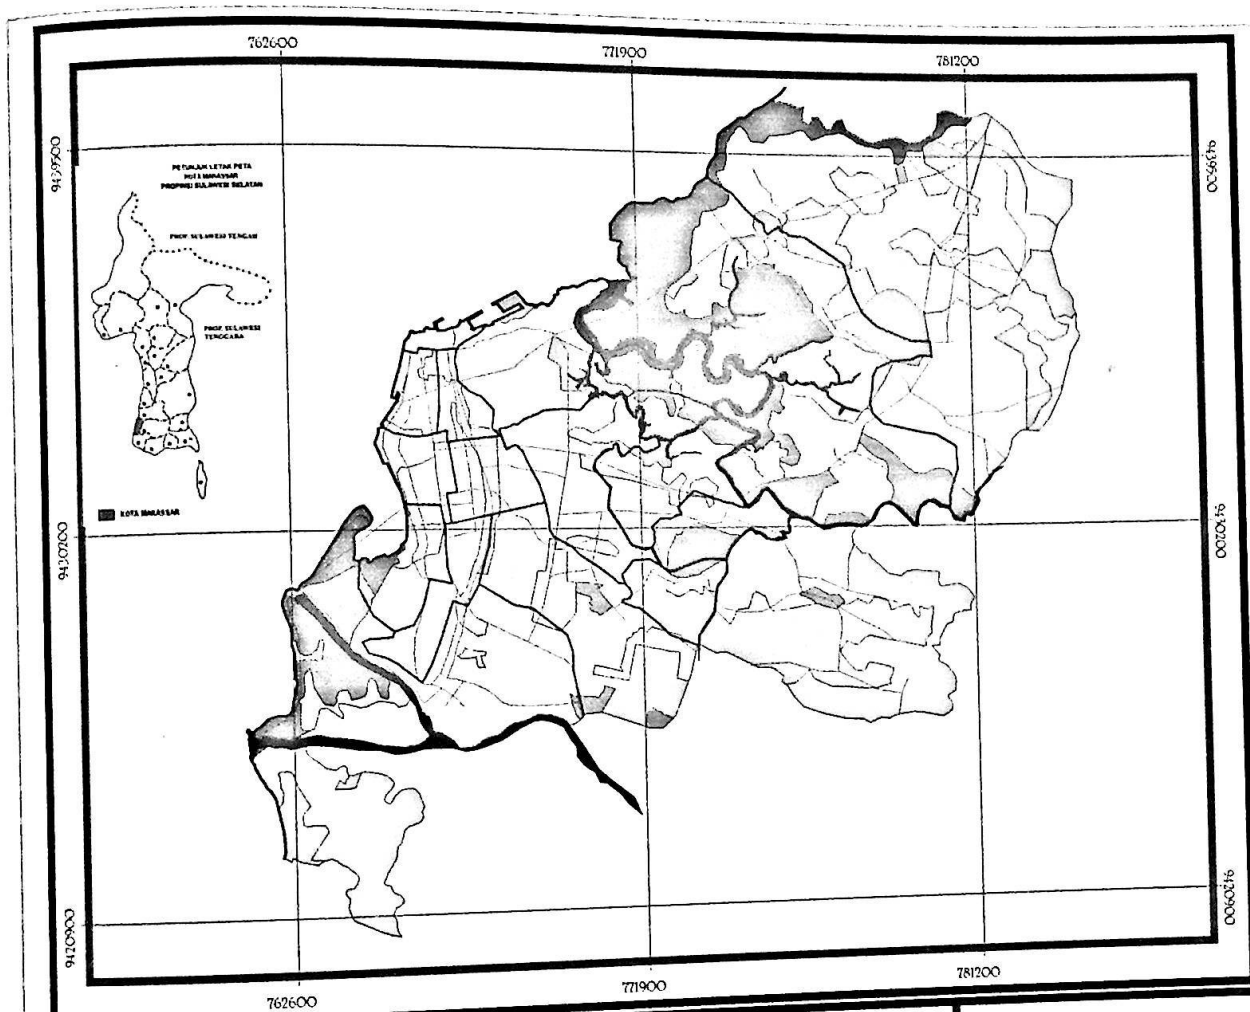 762600
771900
781200
9439500
9439500
PETUNJUK LETAK PETA
KOTA MAKASSAR
PROPINSI SULAWESI SELATAN
PROP. SULAWESI TENGAH
PROP. SULAWESI
TENGGARA
KOTA MAKASSAR
9430200
9430200
9420900
9420900
762600
771900
781200